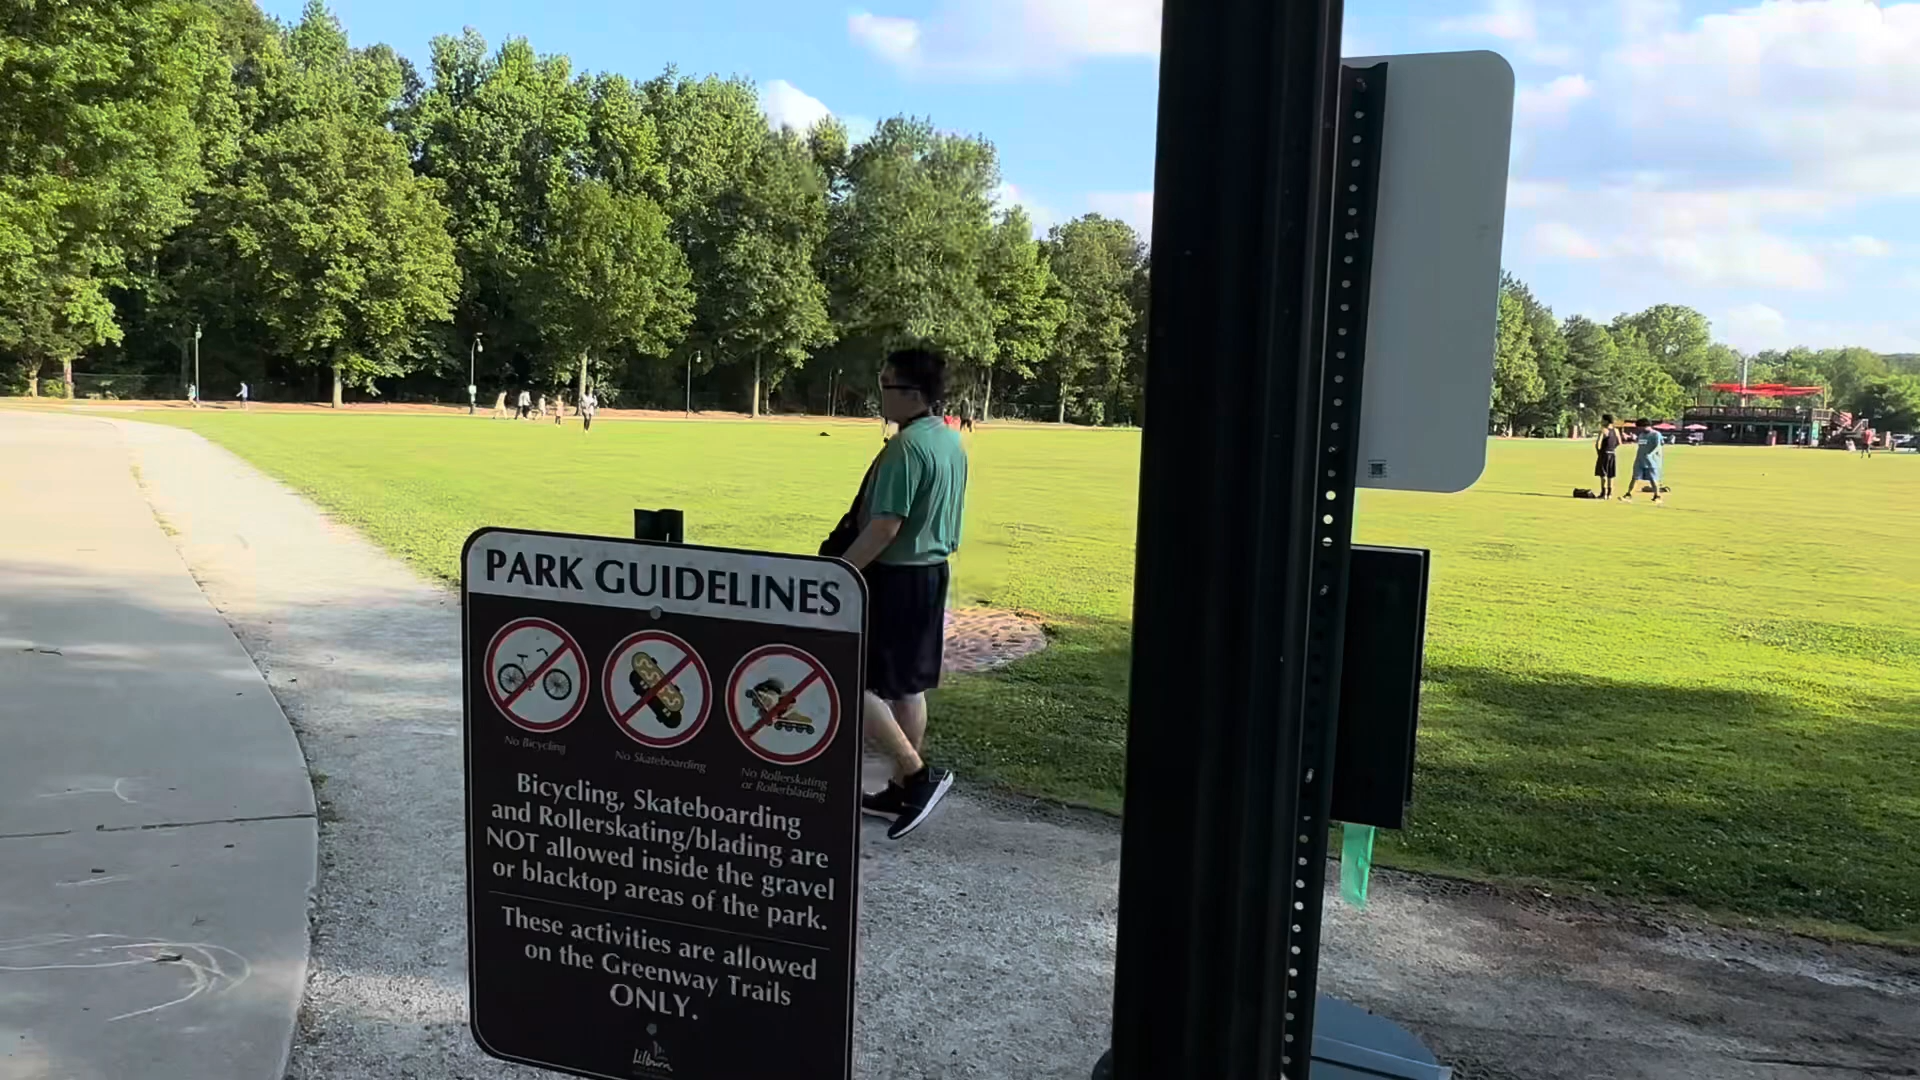 PARK GUIDELINES
No Bicycling
No Skateboarding
No Rollerskating
or Rollerblading
Bicycling, Skateboarding
and Rollerskating/blading are
NOT allowed inside the gravel
or blacktop areas of the park.
These activities are allowed
on the Greenway Trails
ONLY.
Lilburn